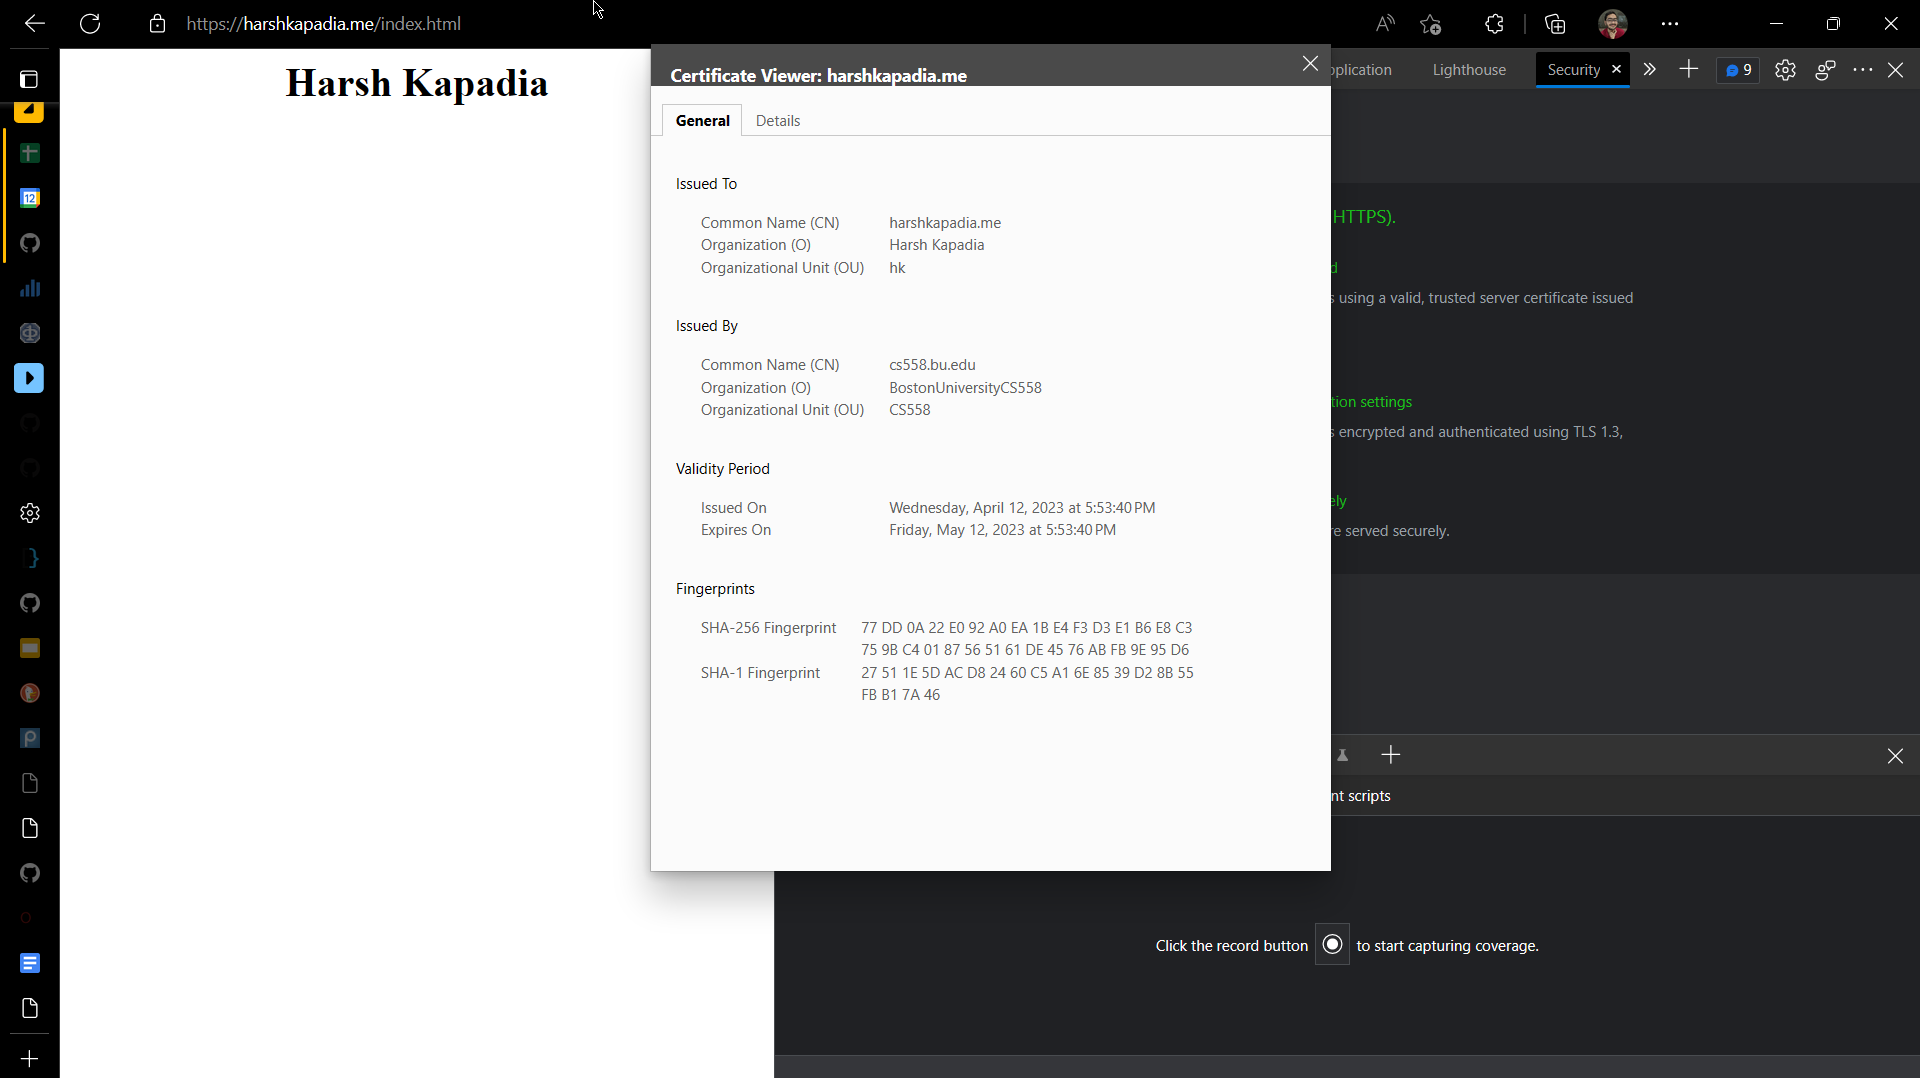 https://harshkapadia.me/index.html
Harsh Kapadia
Certificate Viewer: harshkapadia.me
General Details
Issued To
Common Name (CN) harshkapadia.me
Organization (O) Harsh Kapadia
Organizational Unit (OU) hk
Issued By
Common Name (CN) cs558.bu.edu
Organization (O) BostonUniversityCS558
Organizational Unit (OU) CS558
Validity Period
Issued On Wednesday, April 12, 2023 at 5:53:40 PM
Expires On Friday, May 12, 2023 at 5:53:40 PM
Fingerprints
SHA-256 Fingerprint 77 DD 0A 22 E0 92 A0 EA 1B E4 F3 D3 E1 B6 E8 C3
75 9B C4 01 87 56 51 61 DE 45 76 AB FB 9E 95 D6
SHA-1 Fingerprint 27 51 1E 5D AC D8 24 60 C5 A1 6E 85 39 D2 8B 55
FB B1 7A 46
plication Lighthouse Security 9
HTTPS).
d
using a valid, trusted server certificate issued
tion settings
encrypted and authenticated using TLS 1.3,
ely
re served securely.
nt scripts
Click the record button to start capturing coverage.
12